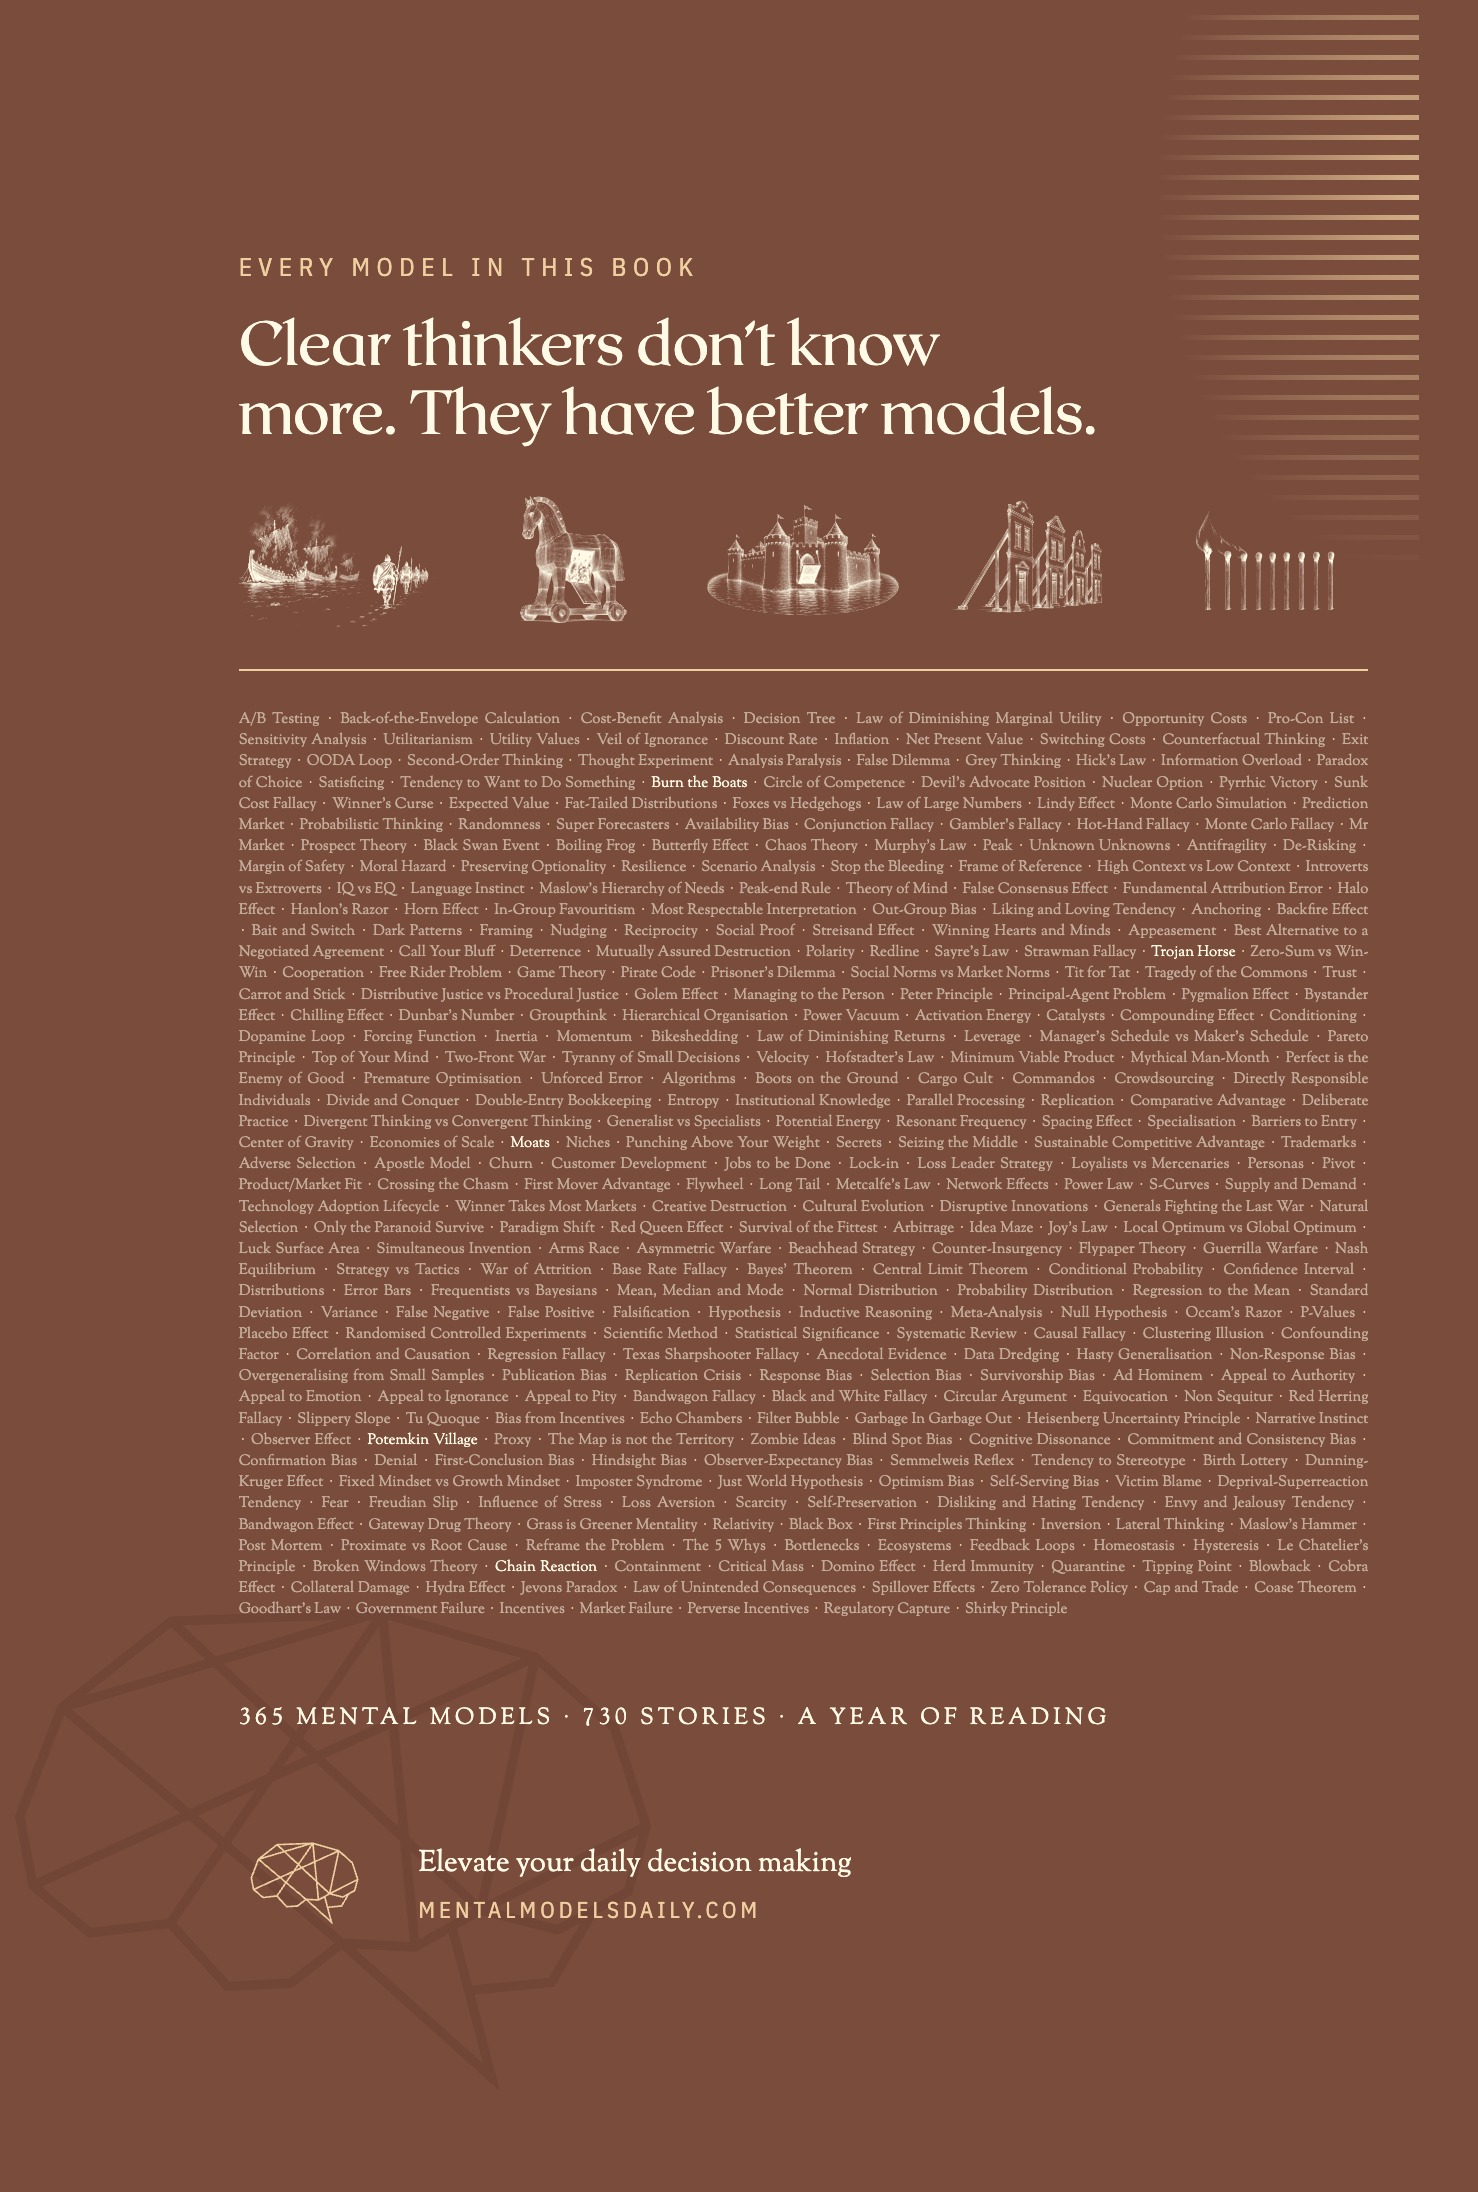 EVERY MODEL IN THIS BOOK
Clear thinkers don’t know
more. They have better models.
A/B Testing · Back-of-the-Envelope Calculation · Cost-Benefit Analysis · Decision Tree · Law of Diminishing Marginal Utility · Opportunity Costs · Pro-Con List ·
Sensitivity Analysis · Utilitarianism · Utility Values · Veil of Ignorance · Discount Rate · Inflation · Net Present Value · Switching Costs · Counterfactual Thinking · Exit
Strategy · OODA Loop · Second-Order Thinking · Thought Experiment · Analysis Paralysis · False Dilemma · Grey Thinking · Hick’s Law · Information Overload · Paradox
of Choice · Satisficing · Tendency to Want to Do Something · Burn the Boats · Circle of Competence · Devil’s Advocate Position · Nuclear Option · Pyrrhic Victory · Sunk
Cost Fallacy · Winner’s Curse · Expected Value · Fat-Tailed Distributions · Foxes vs Hedgehogs · Law of Large Numbers · Lindy Effect · Monte Carlo Simulation · Prediction
Market · Probabilistic Thinking · Randomness · Super Forecasters · Availability Bias · Conjunction Fallacy · Gambler’s Fallacy · Hot-Hand Fallacy · Monte Carlo Fallacy · Mr
Market · Prospect Theory · Black Swan Event · Boiling Frog · Butterfly Effect · Chaos Theory · Murphy’s Law · Peak · Unknown Unknowns · Antifragility · De-Risking ·
Margin of Safety · Moral Hazard · Preserving Optionality · Resilience · Scenario Analysis · Stop the Bleeding · Frame of Reference · High Context vs Low Context · Introverts
vs Extroverts · IQ vs EQ · Language Instinct · Maslow’s Hierarchy of Needs · Peak-end Rule · Theory of Mind · False Consensus Effect · Fundamental Attribution Error · Halo
Effect · Hanlon’s Razor · Horn Effect · In-Group Favouritism · Most Respectable Interpretation · Out-Group Bias · Liking and Loving Tendency · Anchoring · Backfire Effect
· Bait and Switch · Dark Patterns · Framing · Nudging · Reciprocity · Social Proof · Streisand Effect · Winning Hearts and Minds · Appeasement · Best Alternative to a
Negotiated Agreement · Call Your Bluff · Deterrence · Mutually Assured Destruction · Polarity · Redline · Sayre’s Law · Strawman Fallacy · Trojan Horse · Zero-Sum vs Win-
Win · Cooperation · Free Rider Problem · Game Theory · Pirate Code · Prisoner’s Dilemma · Social Norms vs Market Norms · Tit for Tat · Tragedy of the Commons · Trust ·
Carrot and Stick · Distributive Justice vs Procedural Justice · Golem Effect · Managing to the Person · Peter Principle · Principal-Agent Problem · Pygmalion Effect · Bystander
Effect · Chilling Effect · Dunbar’s Number · Groupthink · Hierarchical Organisation · Power Vacuum · Activation Energy · Catalysts · Compounding Effect · Conditioning ·
Dopamine Loop · Forcing Function · Inertia · Momentum · Bikeshedding · Law of Diminishing Returns · Leverage · Manager’s Schedule vs Maker’s Schedule · Pareto
Principle · Top of Your Mind · Two-Front War · Tyranny of Small Decisions · Velocity · Hofstadter’s Law · Minimum Viable Product · Mythical Man-Month · Perfect is the
Enemy of Good · Premature Optimisation · Unforced Error · Algorithms · Boots on the Ground · Cargo Cult · Commandos · Crowdsourcing · Directly Responsible
Individuals · Divide and Conquer · Double-Entry Bookkeeping · Entropy · Institutional Knowledge · Parallel Processing · Replication · Comparative Advantage · Deliberate
Practice · Divergent Thinking vs Convergent Thinking · Generalist vs Specialists · Potential Energy · Resonant Frequency · Spacing Effect · Specialisation · Barriers to Entry ·
Center of Gravity · Economies of Scale · Moats · Niches · Punching Above Your Weight · Secrets · Seizing the Middle · Sustainable Competitive Advantage · Trademarks ·
Adverse Selection · Apostle Model · Churn · Customer Development · Jobs to be Done · Lock-in · Loss Leader Strategy · Loyalists vs Mercenaries · Personas · Pivot ·
Product/Market Fit · Crossing the Chasm · First Mover Advantage · Flywheel · Long Tail · Metcalfe’s Law · Network Effects · Power Law · S-Curves · Supply and Demand ·
Technology Adoption Lifecycle · Winner Takes Most Markets · Creative Destruction · Cultural Evolution · Disruptive Innovations · Generals Fighting the Last War · Natural
Selection · Only the Paranoid Survive · Paradigm Shift · Red Queen Effect · Survival of the Fittest · Arbitrage · Idea Maze · Joy’s Law · Local Optimum vs Global Optimum ·
Luck Surface Area · Simultaneous Invention · Arms Race · Asymmetric Warfare · Beachhead Strategy · Counter-Insurgency · Flypaper Theory · Guerrilla Warfare · Nash
Equilibrium · Strategy vs Tactics · War of Attrition · Base Rate Fallacy · Bayes’ Theorem · Central Limit Theorem · Conditional Probability · Confidence Interval ·
Distributions · Error Bars · Frequentists vs Bayesians · Mean, Median and Mode · Normal Distribution · Probability Distribution · Regression to the Mean · Standard
Deviation · Variance · False Negative · False Positive · Falsification · Hypothesis · Inductive Reasoning · Meta-Analysis · Null Hypothesis · Occam’s Razor · P-Values ·
Placebo Effect · Randomised Controlled Experiments · Scientific Method · Statistical Significance · Systematic Review · Causal Fallacy · Clustering Illusion · Confounding
Factor · Correlation and Causation · Regression Fallacy · Texas Sharpshooter Fallacy · Anecdotal Evidence · Data Dredging · Hasty Generalisation · Non-Response Bias ·
Overgeneralising from Small Samples · Publication Bias · Replication Crisis · Response Bias · Selection Bias · Survivorship Bias · Ad Hominem · Appeal to Authority ·
Appeal to Emotion · Appeal to Ignorance · Appeal to Pity · Bandwagon Fallacy · Black and White Fallacy · Circular Argument · Equivocation · Non Sequitur · Red Herring
Fallacy · Slippery Slope · Tu Quoque · Bias from Incentives · Echo Chambers · Filter Bubble · Garbage In Garbage Out · Heisenberg Uncertainty Principle · Narrative Instinct
· Observer Effect · Potemkin Village · Proxy · The Map is not the Territory · Zombie Ideas · Blind Spot Bias · Cognitive Dissonance · Commitment and Consistency Bias ·
Confirmation Bias · Denial · First-Conclusion Bias · Hindsight Bias · Observer-Expectancy Bias · Semmelweis Reflex · Tendency to Stereotype · Birth Lottery · Dunning-
Kruger Effect · Fixed Mindset vs Growth Mindset · Imposter Syndrome · Just World Hypothesis · Optimism Bias · Self-Serving Bias · Victim Blame · Deprival-Superreaction
Tendency · Fear · Freudian Slip · Influence of Stress · Loss Aversion · Scarcity · Self-Preservation · Disliking and Hating Tendency · Envy and Jealousy Tendency ·
Bandwagon Effect · Gateway Drug Theory · Grass is Greener Mentality · Relativity · Black Box · First Principles Thinking · Inversion · Lateral Thinking · Maslow’s Hammer ·
Post Mortem · Proximate vs Root Cause · Reframe the Problem · The 5 Whys · Bottlenecks · Ecosystems · Feedback Loops · Homeostasis · Hysteresis · Le Chatelier’s
Principle · Broken Windows Theory · Chain Reaction · Containment · Critical Mass · Domino Effect · Herd Immunity · Quarantine · Tipping Point · Blowback · Cobra
Effect · Collateral Damage · Hydra Effect · Jevons Paradox · Law of Unintended Consequences · Spillover Effects · Zero Tolerance Policy · Cap and Trade · Coase Theorem ·
Goodhart’s Law · Government Failure · Incentives · Market Failure · Perverse Incentives · Regulatory Capture · Shirky Principle
365 MENTAL MODELS · 730 STORIES · A YEAR OF READING
Elevate your daily decision making
MENTALMODELSDAILY.COM